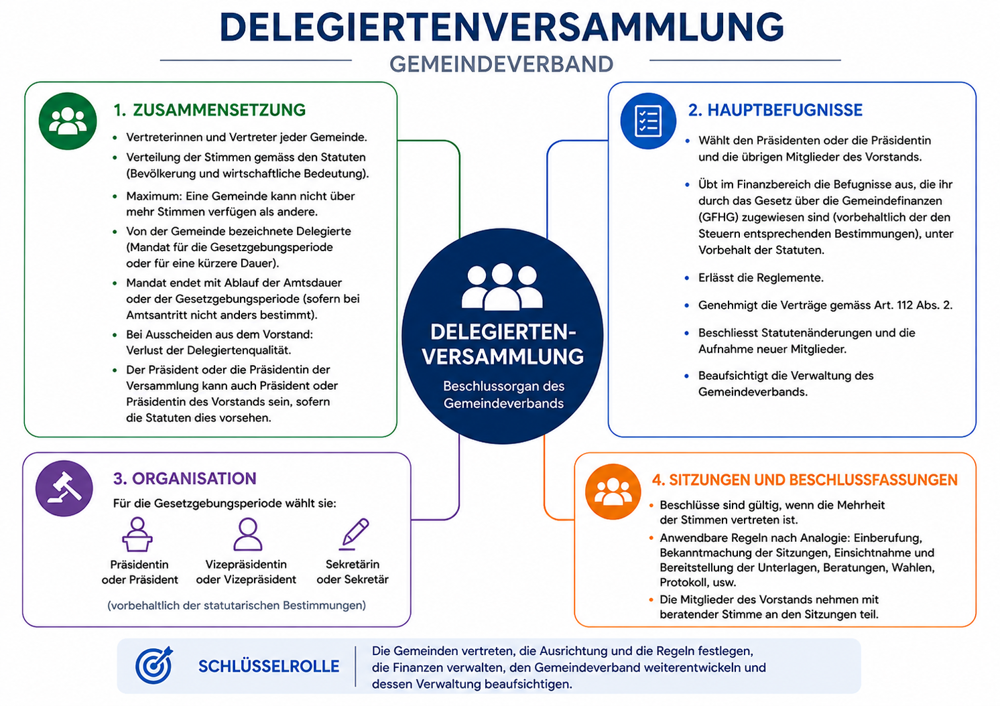 DELEGIERTENVERSAMMLUNG
GEMEINDEVERBAND
1. ZUSAMMENSETZUNG
• Vertreterinnen und Vertreter jeder Gemeinde.
• Verteilung der Stimmen gemäss den Statuten
(Bevölkerung und wirtschaftliche Bedeutung).
• Maximum: Eine Gemeinde kann nicht über
mehr Stimmen verfügen als andere.
• Von der Gemeinde bezeichnete Delegierte
(Mandat für die Gesetzgebungsperiode
oder für eine kürzere Dauer).
• Mandat endet mit Ablauf der Amtsdauer
oder der Gesetzgebungsperiode (sofern bei
Amtsantritt nicht anders bestimmt).
• Bei Ausscheiden aus dem Vorstand:
Verlust der Delegiertenqualität.
• Der Präsident oder die Präsidentin der
Versammlung kann auch Präsident oder
Präsidentin des Vorstands sein, sofern
die Statuten dies vorsehen.
2. HAUPTBEFUGNISSE
• Wählt den Präsidenten oder die Präsidentin
und die übrigen Mitglieder des Vorstands.
• Übt im Finanzbereich die Befugnisse aus, die ihr
durch das Gesetz über die Gemeindefinanzen
(GFHG) zugewiesen sind (vorbehaltlich der den
Steuern entsprechenden Bestimmungen), unter
Vorbehalt der Statuten.
• Erlässt die Reglemente.
• Genehmigt die Verträge gemäss Art. 112 Abs. 2.
• Beschliesst Statutenänderungen und die
Aufnahme neuer Mitglieder.
• Beaufsichtigt die Verwaltung des
Gemeindeverbands.
DELEGIERTEN-
VERSAMMLUNG
Beschlussorgan des
Gemeindeverbands
3. ORGANISATION
Für die Gesetzgebungsperiode wählt sie:
Präsidentin
oder Präsident
Vizepräsidentin
oder Vizepräsident
Sekretärin
oder Sekretär
(vorbehaltlich der statutarischen Bestimmungen)
4. SITZUNGEN UND BESCHLUSSFASSUNGEN
• Beschlüsse sind gültig, wenn die Mehrheit
der Stimmen vertreten ist.
• Anwendbare Regeln nach Analogie: Einberufung,
Bekanntmachung der Sitzungen, Einsichtnahme und
Bereitstellung der Unterlagen, Beratungen, Wahlen,
Protokoll, usw.
• Die Mitglieder des Vorstands nehmen mit
beratender Stimme an den Sitzungen teil.
SCHLÜSSELROLLE
Die Gemeinden vertreten, die Ausrichtung und die Regeln festlegen,
die Finanzen verwalten, den Gemeindeverband weiterentwickeln und
dessen Verwaltung beaufsichtigen.